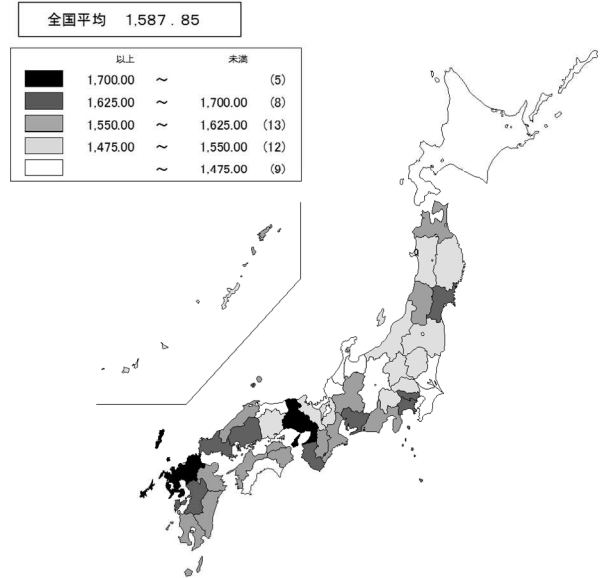 全国平均 1,587.85
以上 未満
1,700.00 ～ (5)
1,625.00 ～ 1,700.00 (8)
1,550.00 ～ 1,625.00 (13)
1,475.00 ～ 1,550.00 (12)
～ 1,475.00 (9)